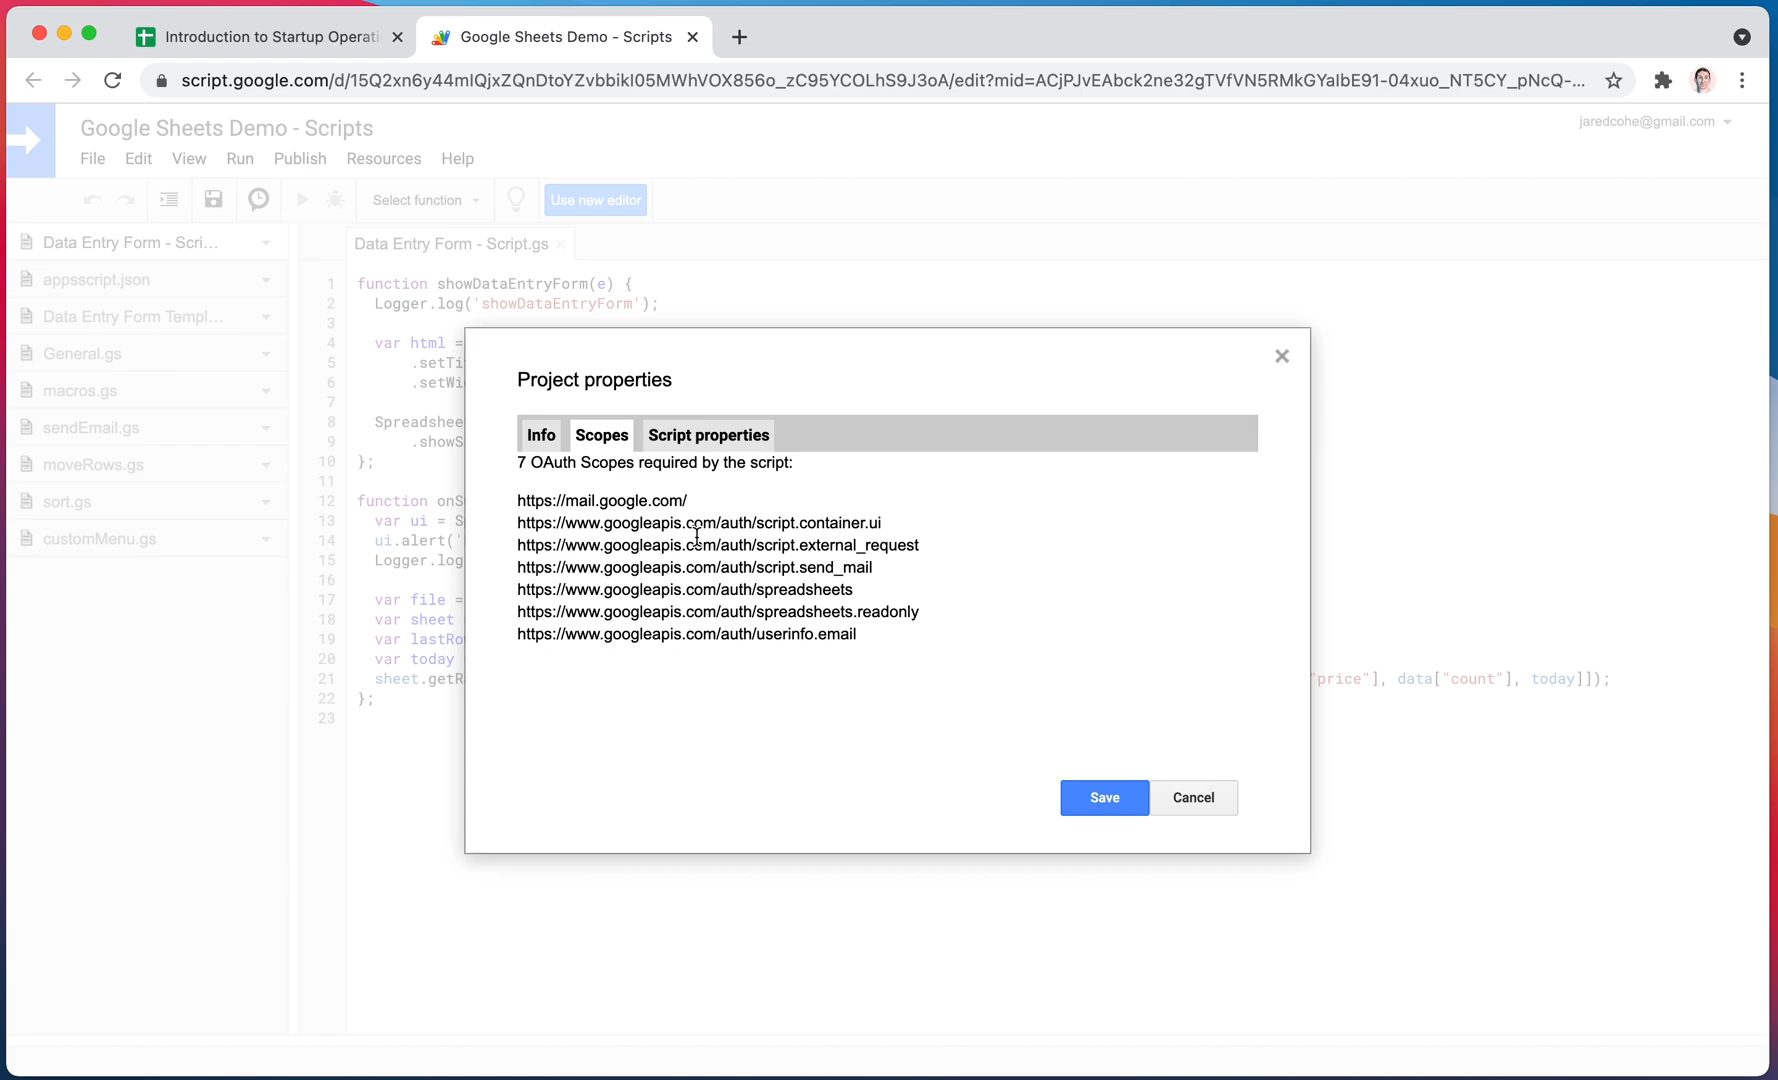 Introduction to Startup Operati
Google Sheets Demo - Scripts
script.google.com/d/15Q2xn6y44mIQjxZQnDtoYZvbbikI05MWhVOX856o_zC95YCOLhS9J3oA/edit?mid=ACjPJvEAbck2ne32gTVfVN5RMkGYaIbE91-04xuo_NT5CY_pNcQ-...
Google Sheets Demo - Scripts
jaredcohe@gmail.com
File Edit View Run Publish Resources Help
Select function
Use new editor
Data Entry Form - Scri...
appsscript.json
Data Entry Form Templ...
General.gs
macros.gs
sendEmail.gs
moveRows.gs
sort.gs
customMenu.gs
Data Entry Form - Script.gs
1 function showDataEntryForm(e) {
2 Logger.log('showDataEntryForm');
3
4 var html =
5 .setTi
6 .setWi
7
8 Spreadshee
9 .showS
10 };
11
12 function onS
13 var ui = S
14 ui.alert('
15 Logger.log
16
17 var file =
18 var sheet
19 var lastRo
20 var today
21 sheet.getR "price"], data["count"], today]]);
22 };
23
Project properties
Info Scopes Script properties
7 OAuth Scopes required by the script:
https://mail.google.com/
https://www.googleapis.com/auth/script.container.ui
https://www.googleapis.com/auth/script.external_request
https://www.googleapis.com/auth/script.send_mail
https://www.googleapis.com/auth/spreadsheets
https://www.googleapis.com/auth/spreadsheets.readonly
https://www.googleapis.com/auth/userinfo.email
Save Cancel